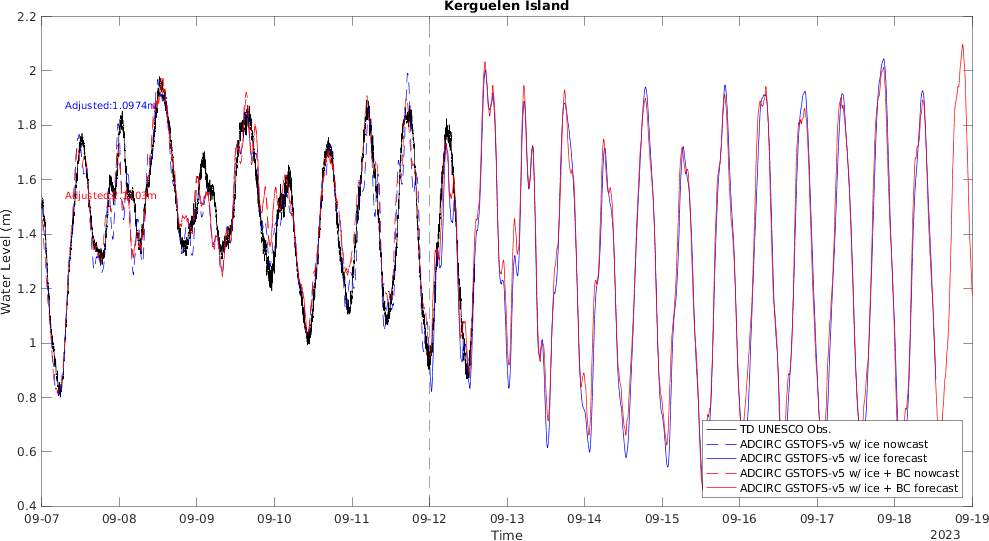 Kerguelen Island
2.2
2
1.8
1.6
1.4
1.2
1
0.8
0.6
0.4
Water Level (m)
Adjusted:1.0974m
TD UNESCO Obs.
ADCIRC GSTOFS-v5 w/ ice nowcast
ADCIRC GSTOFS-v5 w/ ice forecast
ADCIRC GSTOFS-v5 w/ ice + BC nowcast
ADCIRC GSTOFS-v5 w/ ice + BC forecast
09-07 09-08 09-09 09-10 09-11 09-12 09-13 09-14 09-15 09-16 09-17 09-18 09-19
Time
2023